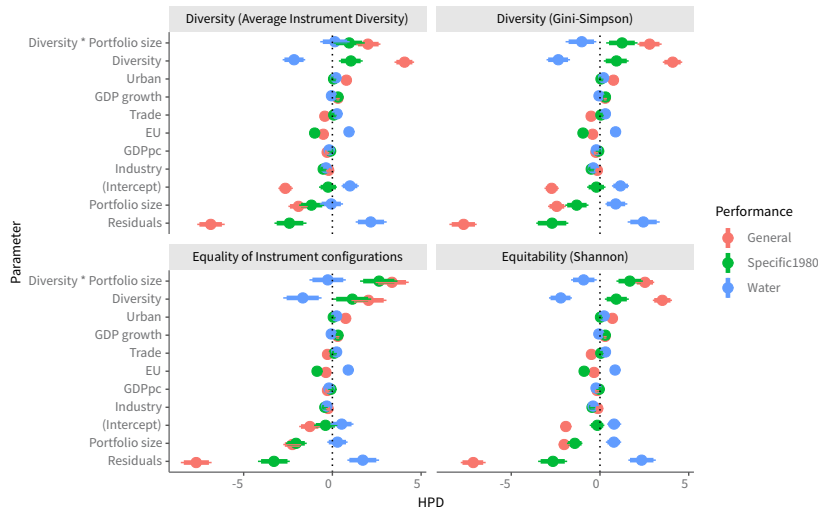 Diversity (Average Instrument Diversity)
Diversity (Gini-Simpson)
Diversity * Portfolio size
Diversity
Urban
GDP growth
Trade
EU
GDPpc
Industry
(Intercept)
Portfolio size
Residuals
Equality of Instrument configurations
Equitability (Shannon)
Diversity * Portfolio size
Diversity
Urban
GDP growth
Trade
EU
GDPpc
Industry
(Intercept)
Portfolio size
Residuals
-5 0 5
-5 0 5
HPD
Parameter
Performance
General
Specific1980
Water